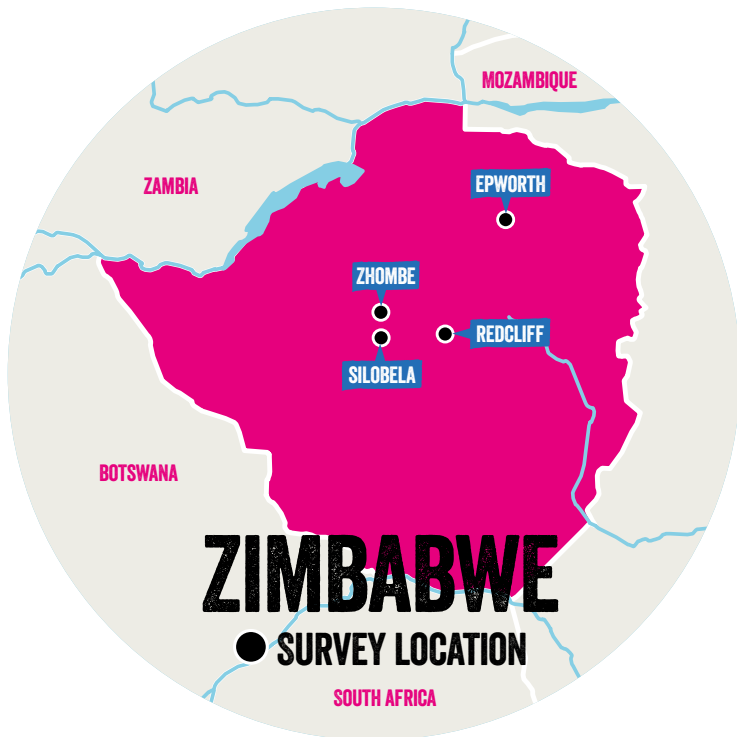 MOZAMBIQUE
ZAMBIA
EPWORTH
ZHOMBE
REDCLIFF
SILOBELA
BOTSWANA
ZIMBABWE
SURVEY LOCATION
SOUTH AFRICA